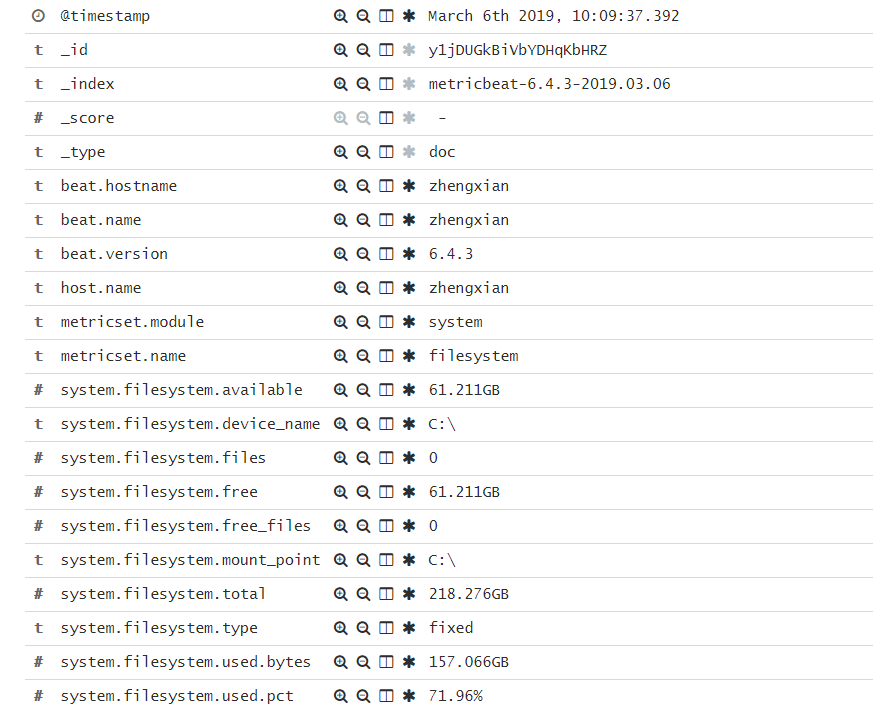 @timestamp March 6th 2019, 10:09:37.392
t _id y1jDUGkBiVbYDHqKbHRZ
t _index metricbeat-6.4.3-2019.03.06
# _score -
t _type doc
t beat.hostname zhengxian
t beat.name zhengxian
t beat.version 6.4.3
t host.name zhengxian
t metricset.module system
t metricset.name filesystem
# system.filesystem.available 61.211GB
t system.filesystem.device_name C:\
# system.filesystem.files 0
# system.filesystem.free 61.211GB
# system.filesystem.free_files 0
t system.filesystem.mount_point C:\
# system.filesystem.total 218.276GB
t system.filesystem.type fixed
# system.filesystem.used.bytes 157.066GB
# system.filesystem.used.pct 71.96%